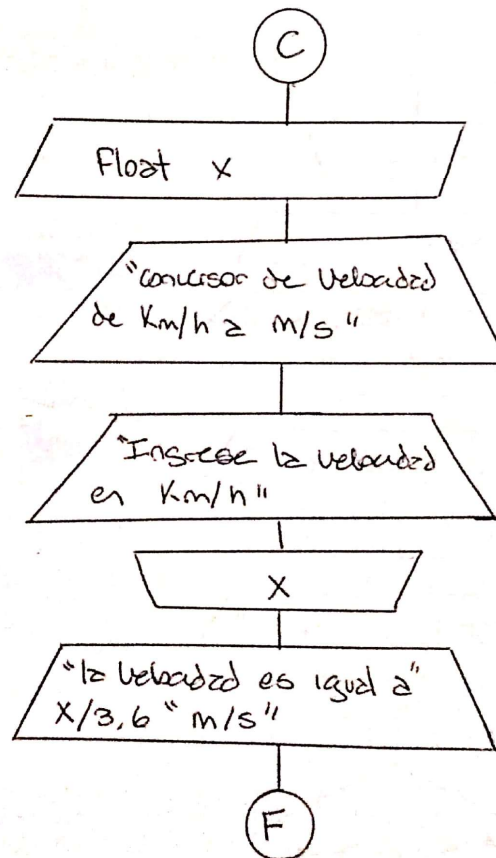 C
Float x
"conversor de velocidad
de Km/h a m/s"
"Ingrese la velocidad
en Km/h"
X
"la velocidad es igual a"
X/3,6 "m/s"
F